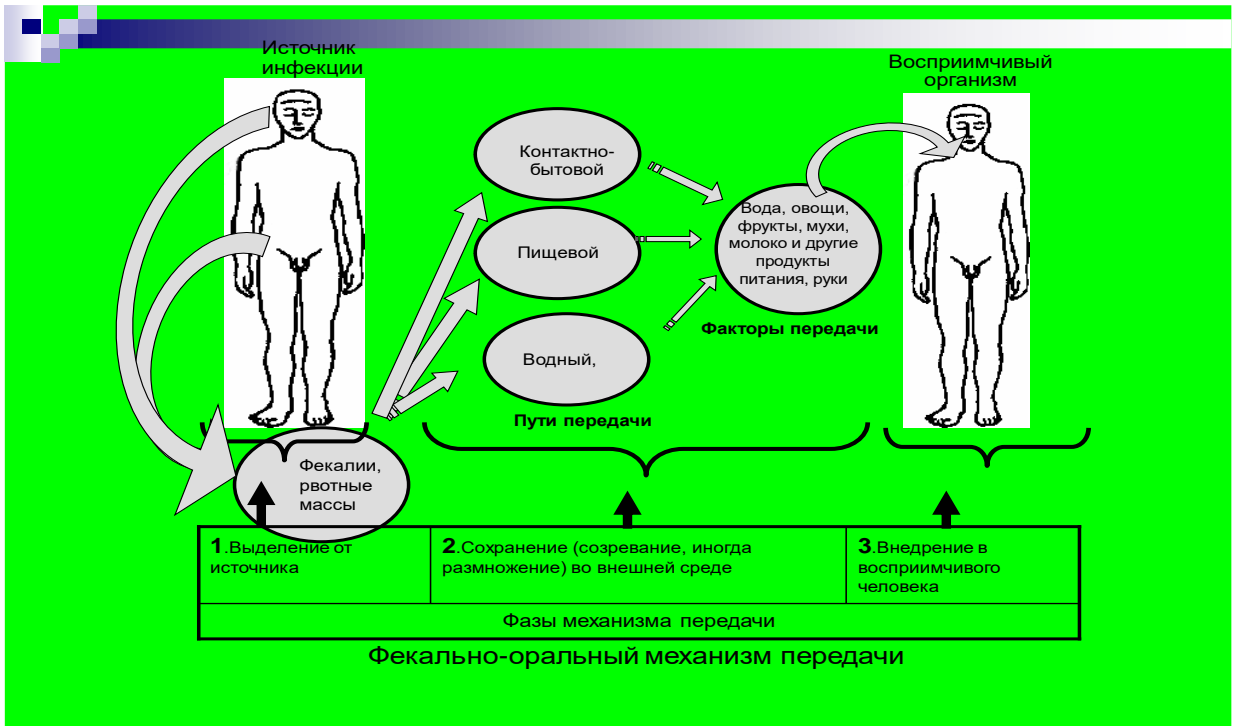 Источник
инфекции
Восприимчивый
организм
Контактно-
бытовой
Пищевой
Водный,
Пути передачи
Вода, овощи,
фрукты, мухи,
молоко и другие
продукты
питания, руки
Факторы передачи
Фекалии,
рвотные
массы
1.Выделение от
источника
2.Сохранение (созревание, иногда
размножение) во внешней среде
3.Внедрение в
восприимчивого
человека
Фазы механизма передачи
Фекально-оральный механизм передачи